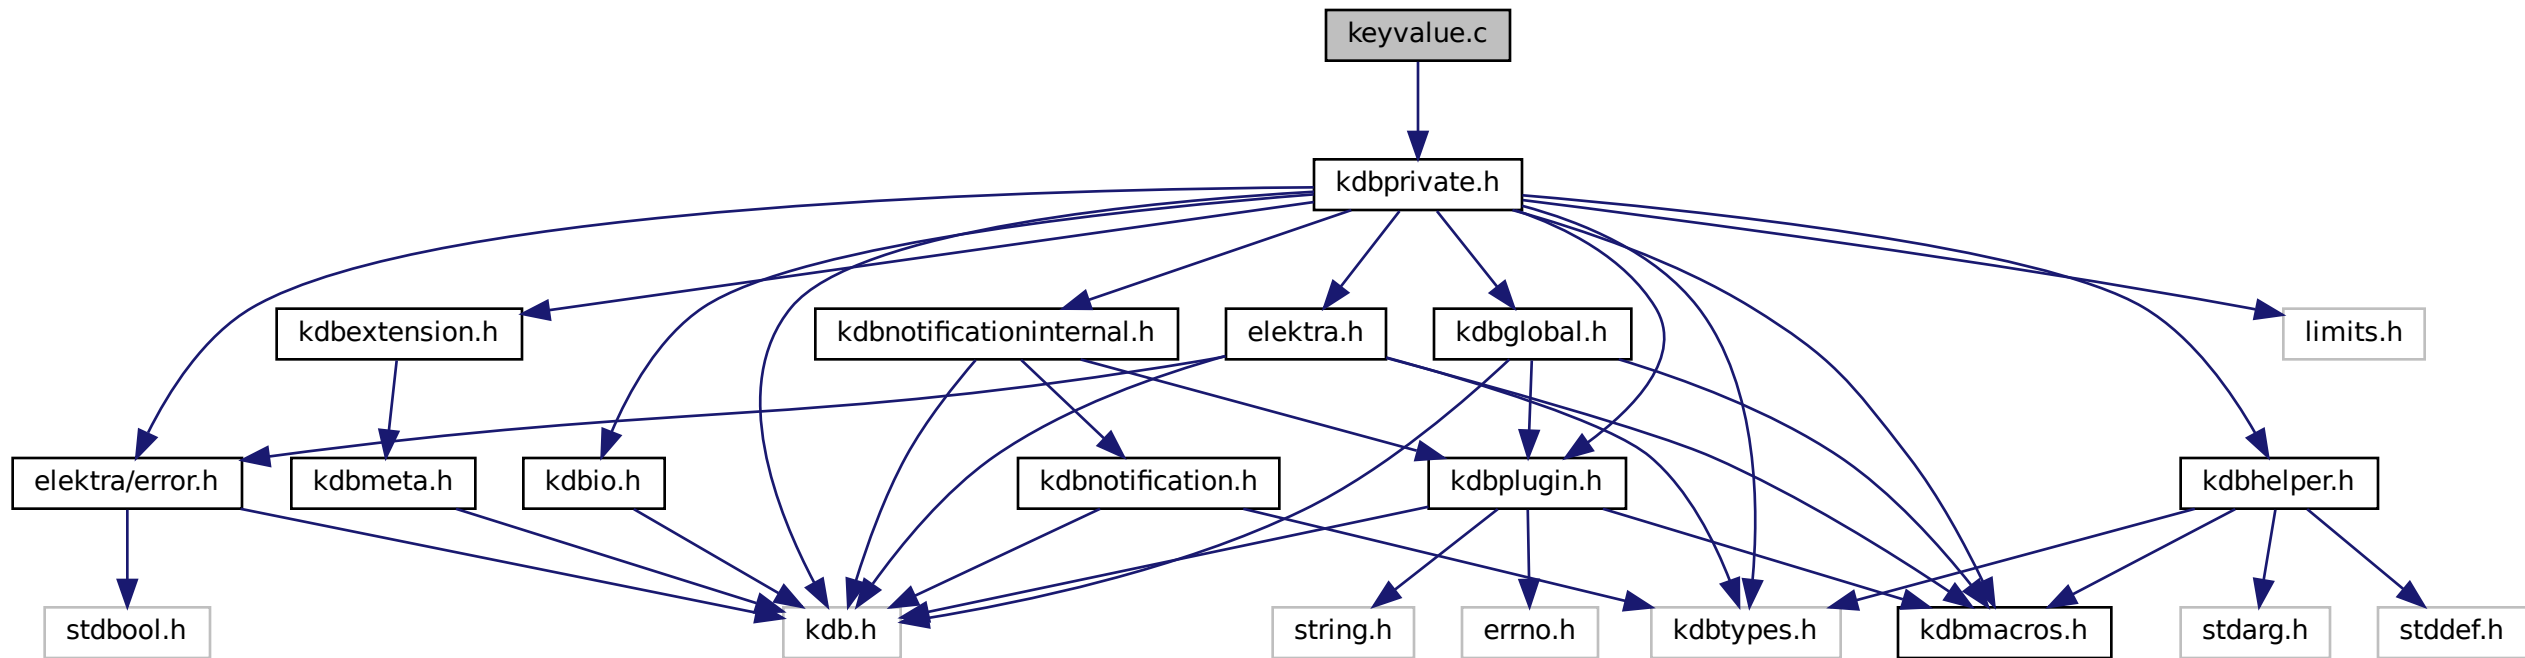 keyvalue.c
kdbprivate.h
kdbextension.h
kdbnotificationinternal.h
elektra.h
kdbglobal.h
limits.h
elektra/error.h
kdbmeta.h
kdbio.h
kdbnotification.h
kdbplugin.h
kdbhelper.h
stdbool.h
kdb.h
string.h
errno.h
kdbtypes.h
kdbmacros.h
stdarg.h
stddef.h